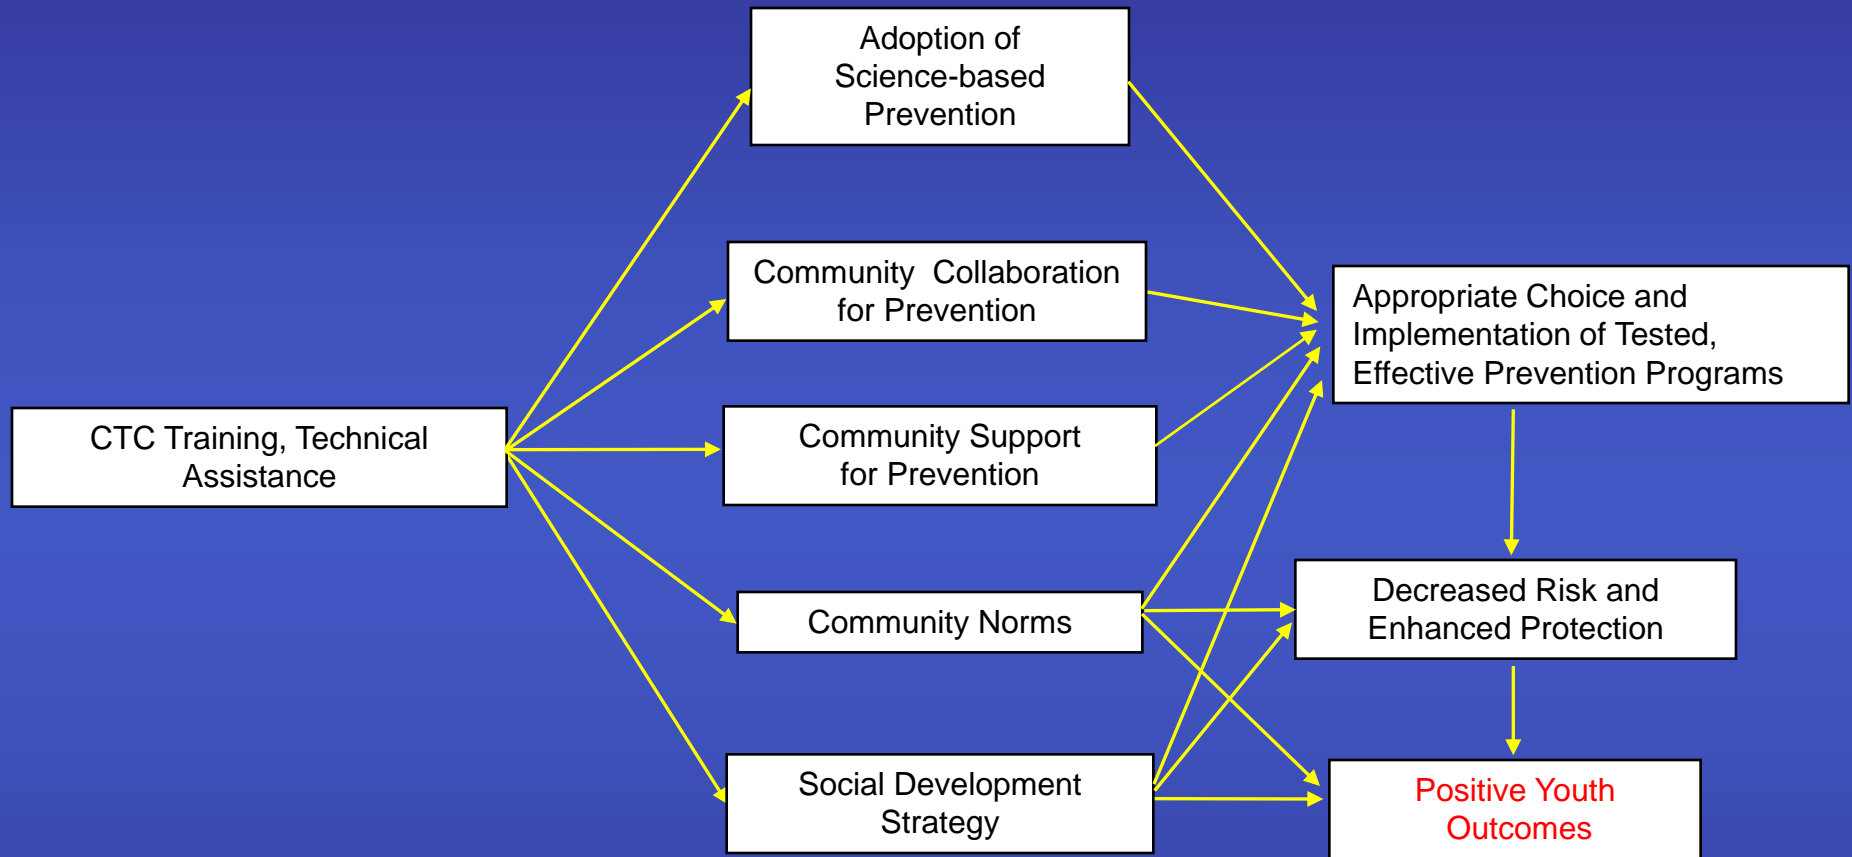 Adoption of
Science-based
Prevention
Community  Collaboration
for Prevention
Appropriate Choice and
Implementation of Tested,
Effective Prevention Programs
CTC Training, Technical
Assistance
Community Support
for Prevention
Community Norms
Decreased Risk and
Enhanced Protection
Social Development
Strategy
Positive Youth
Outcomes